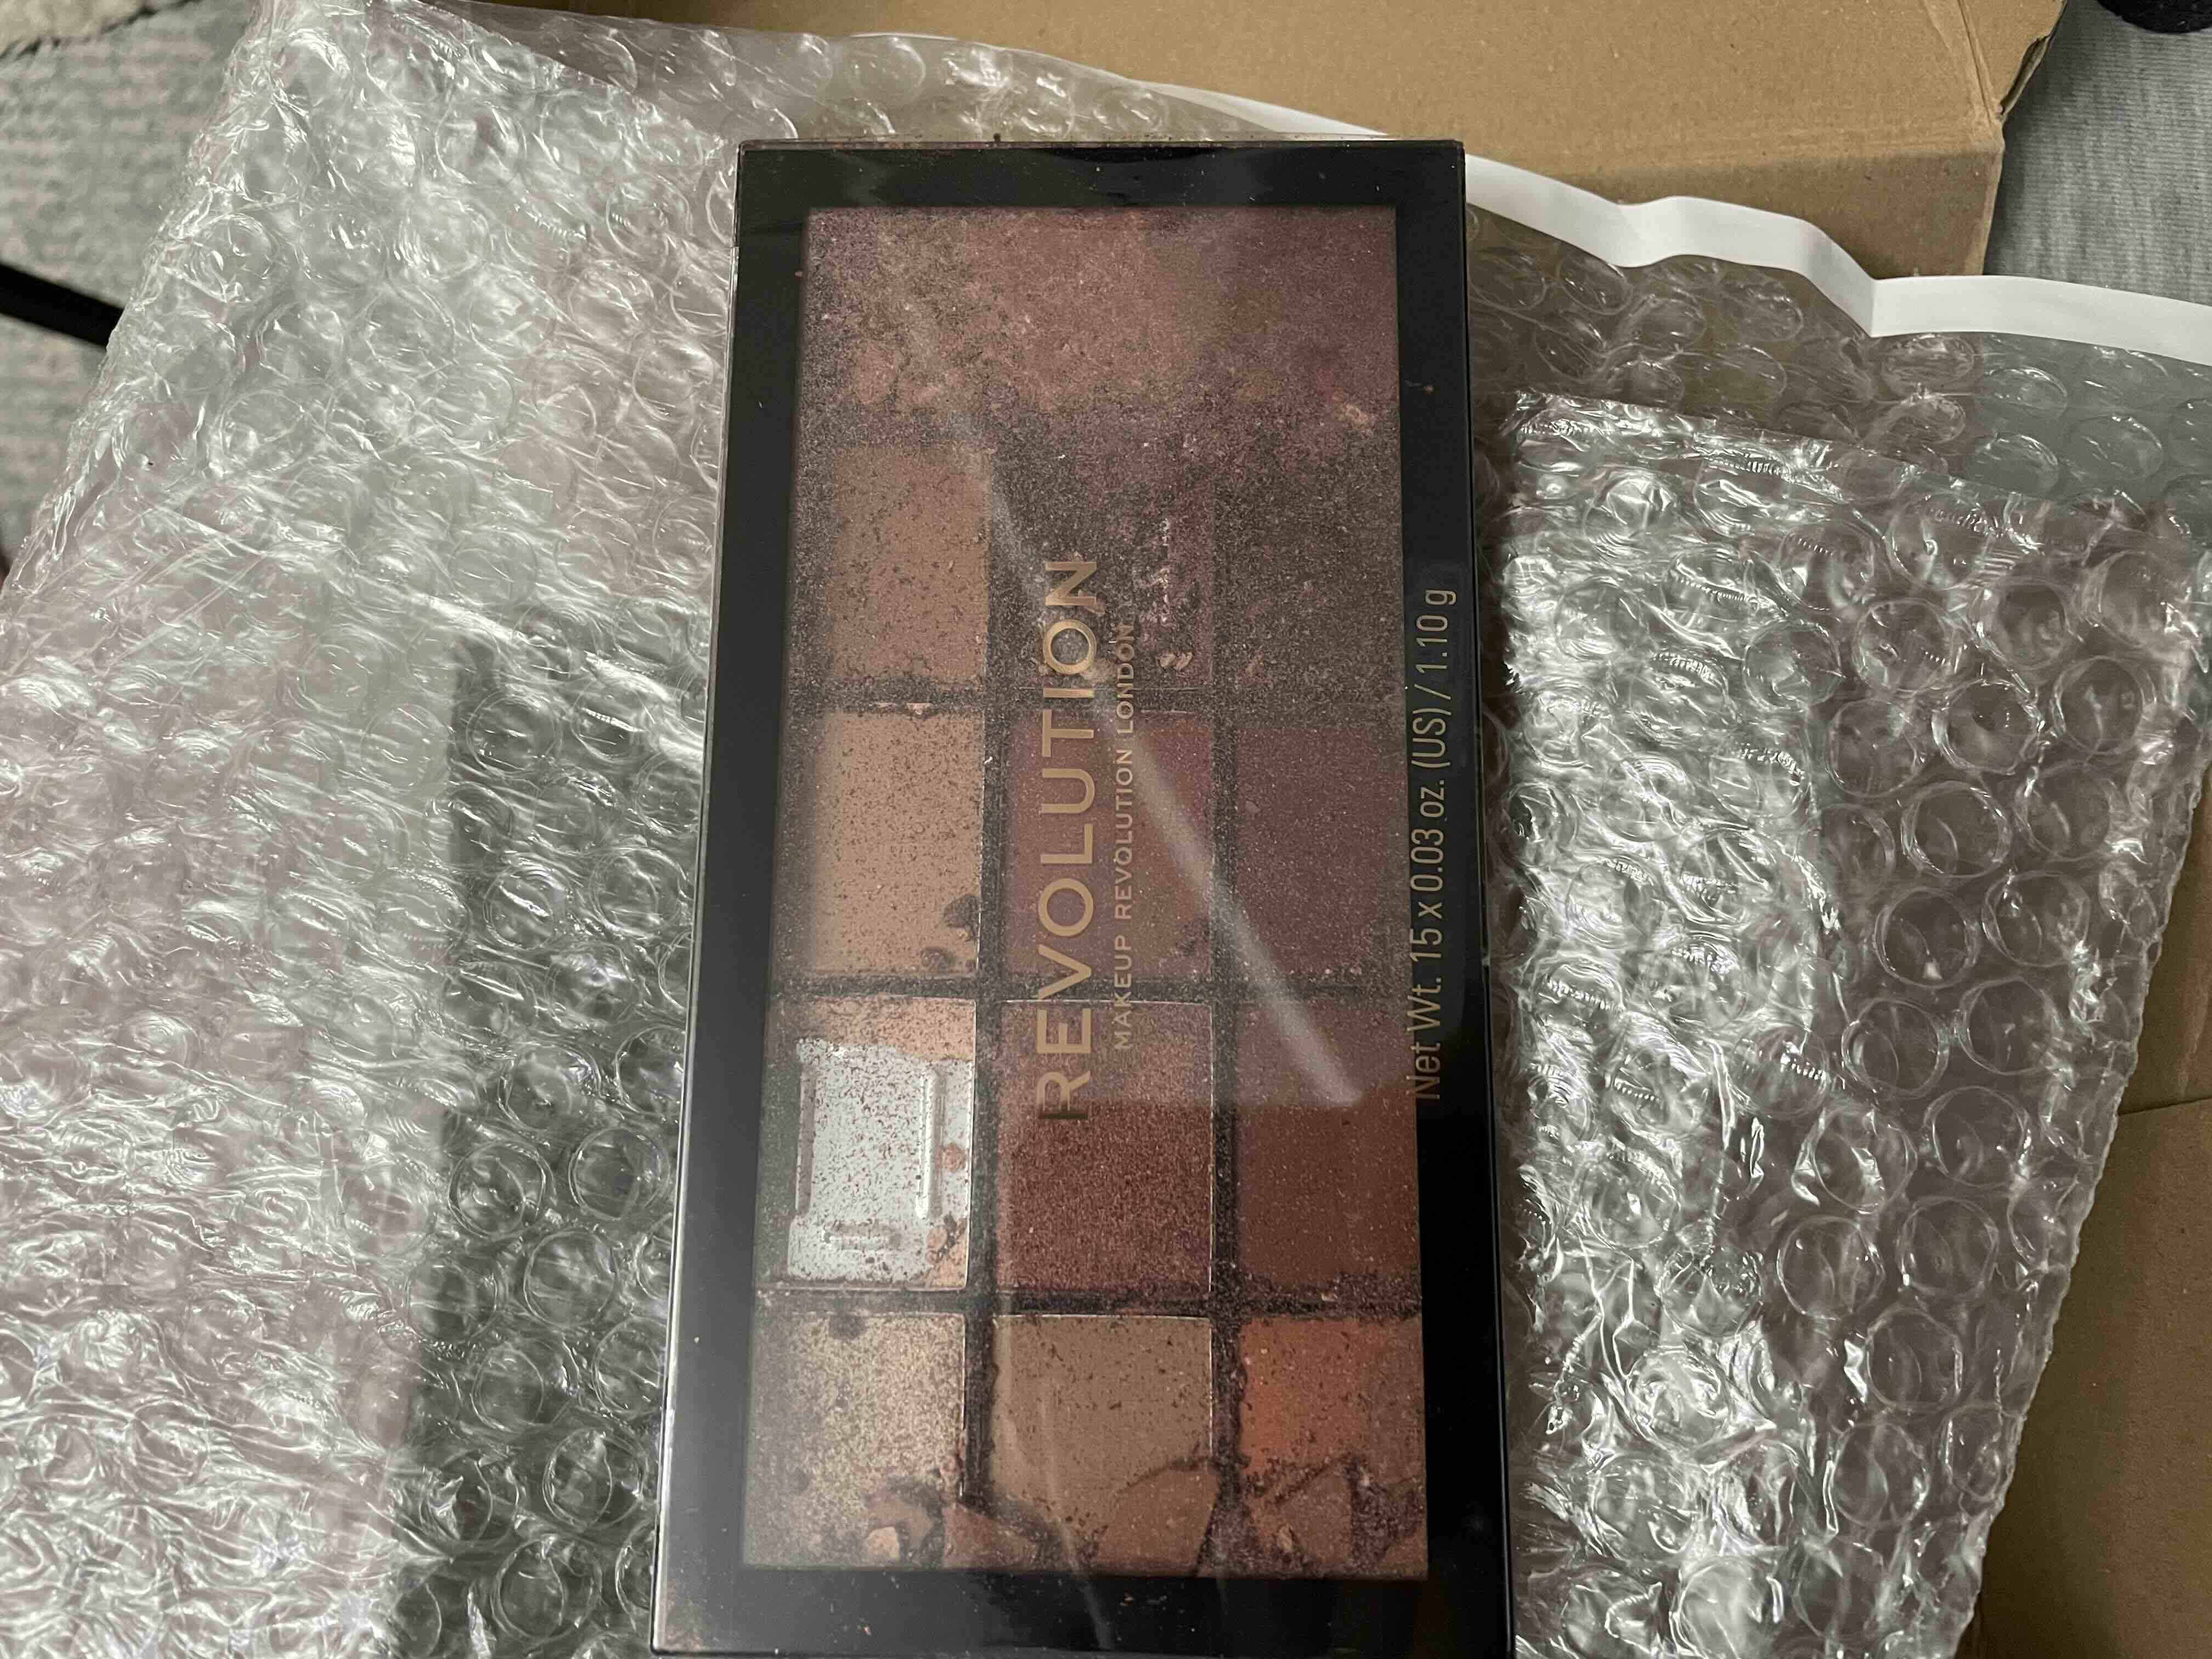 REVOLUTION
MAKEUP REVOLUTION LONDON
Net Wt. 15 x 0.03 oz. (US) / 1.10 g